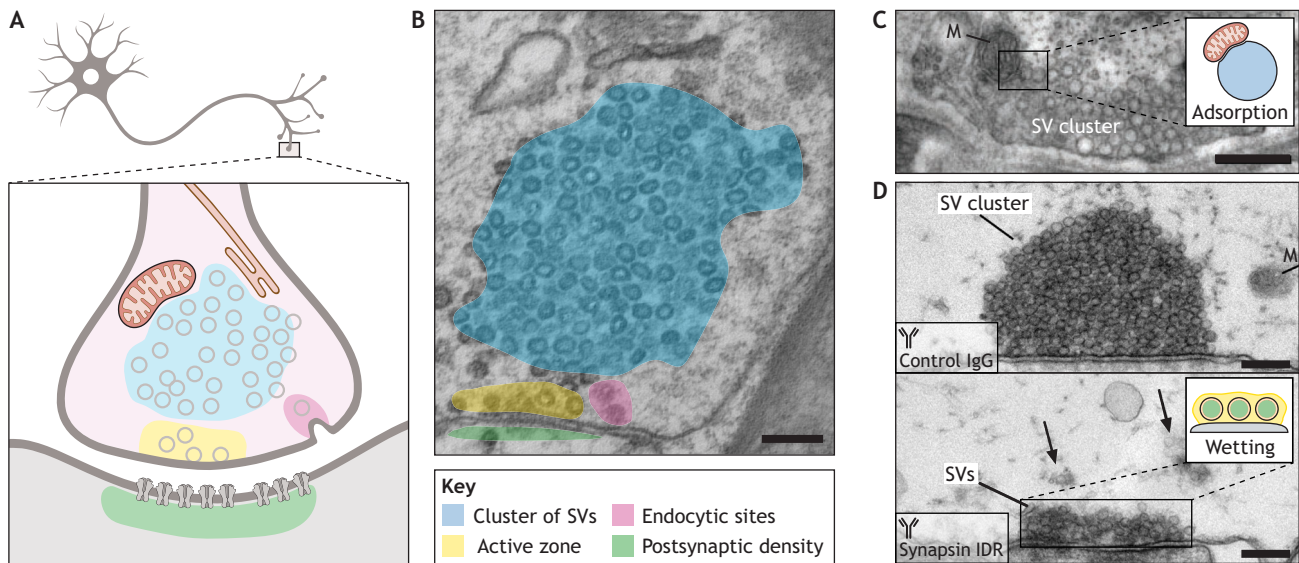 A
B
Key
Cluster of SVs
Endocytic sites
Active zone
Postsynaptic density
C
M
SV cluster
Adsorption
D
SV cluster
M
Control IgG
Wetting
SVs
Synapsin IDR